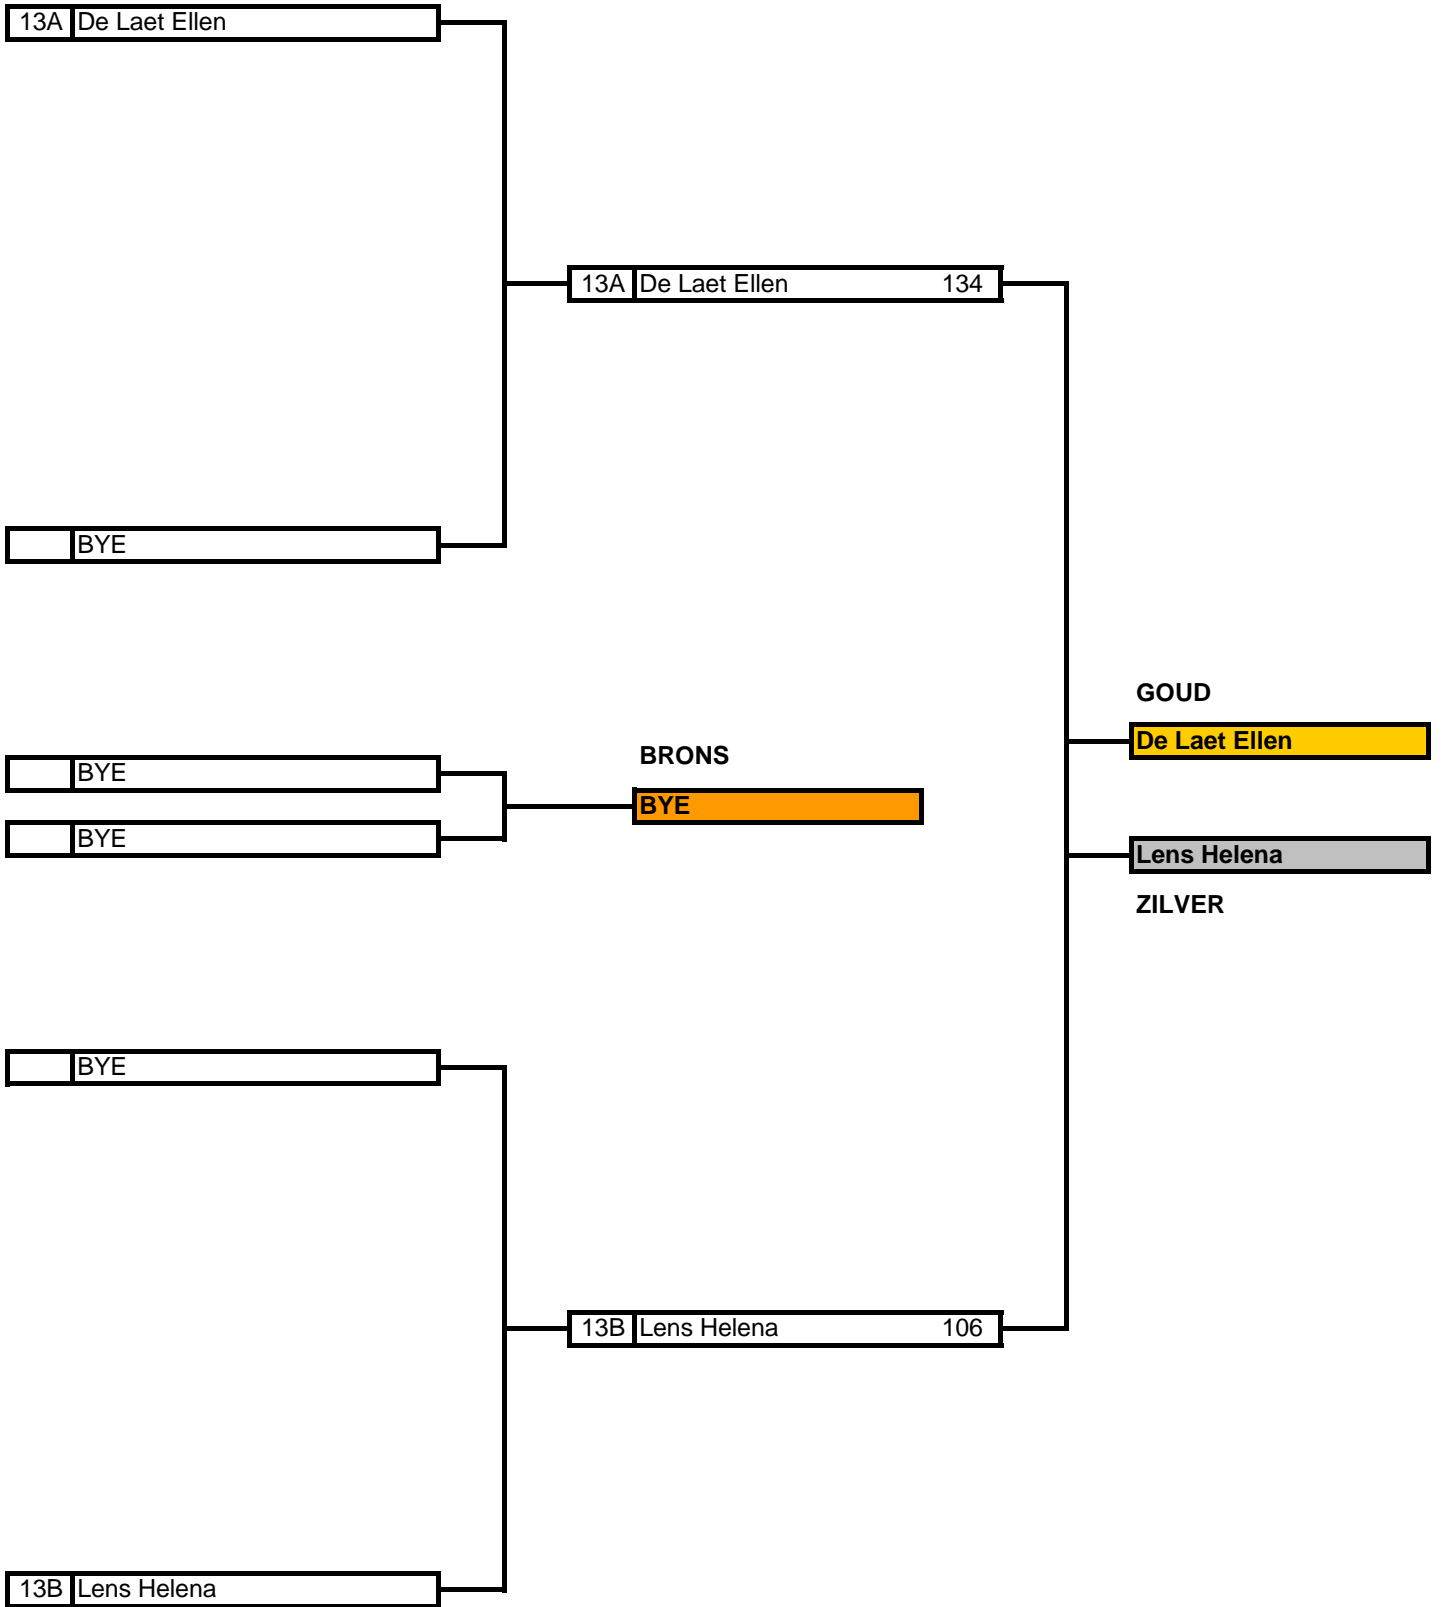 13A De Laet Ellen
13A De Laet Ellen 134
BYE
GOUD
De Laet Ellen
BRONS
BYE
BYE
BYE
Lens Helena
ZILVER
BYE
13B Lens Helena 106
13B Lens Helena